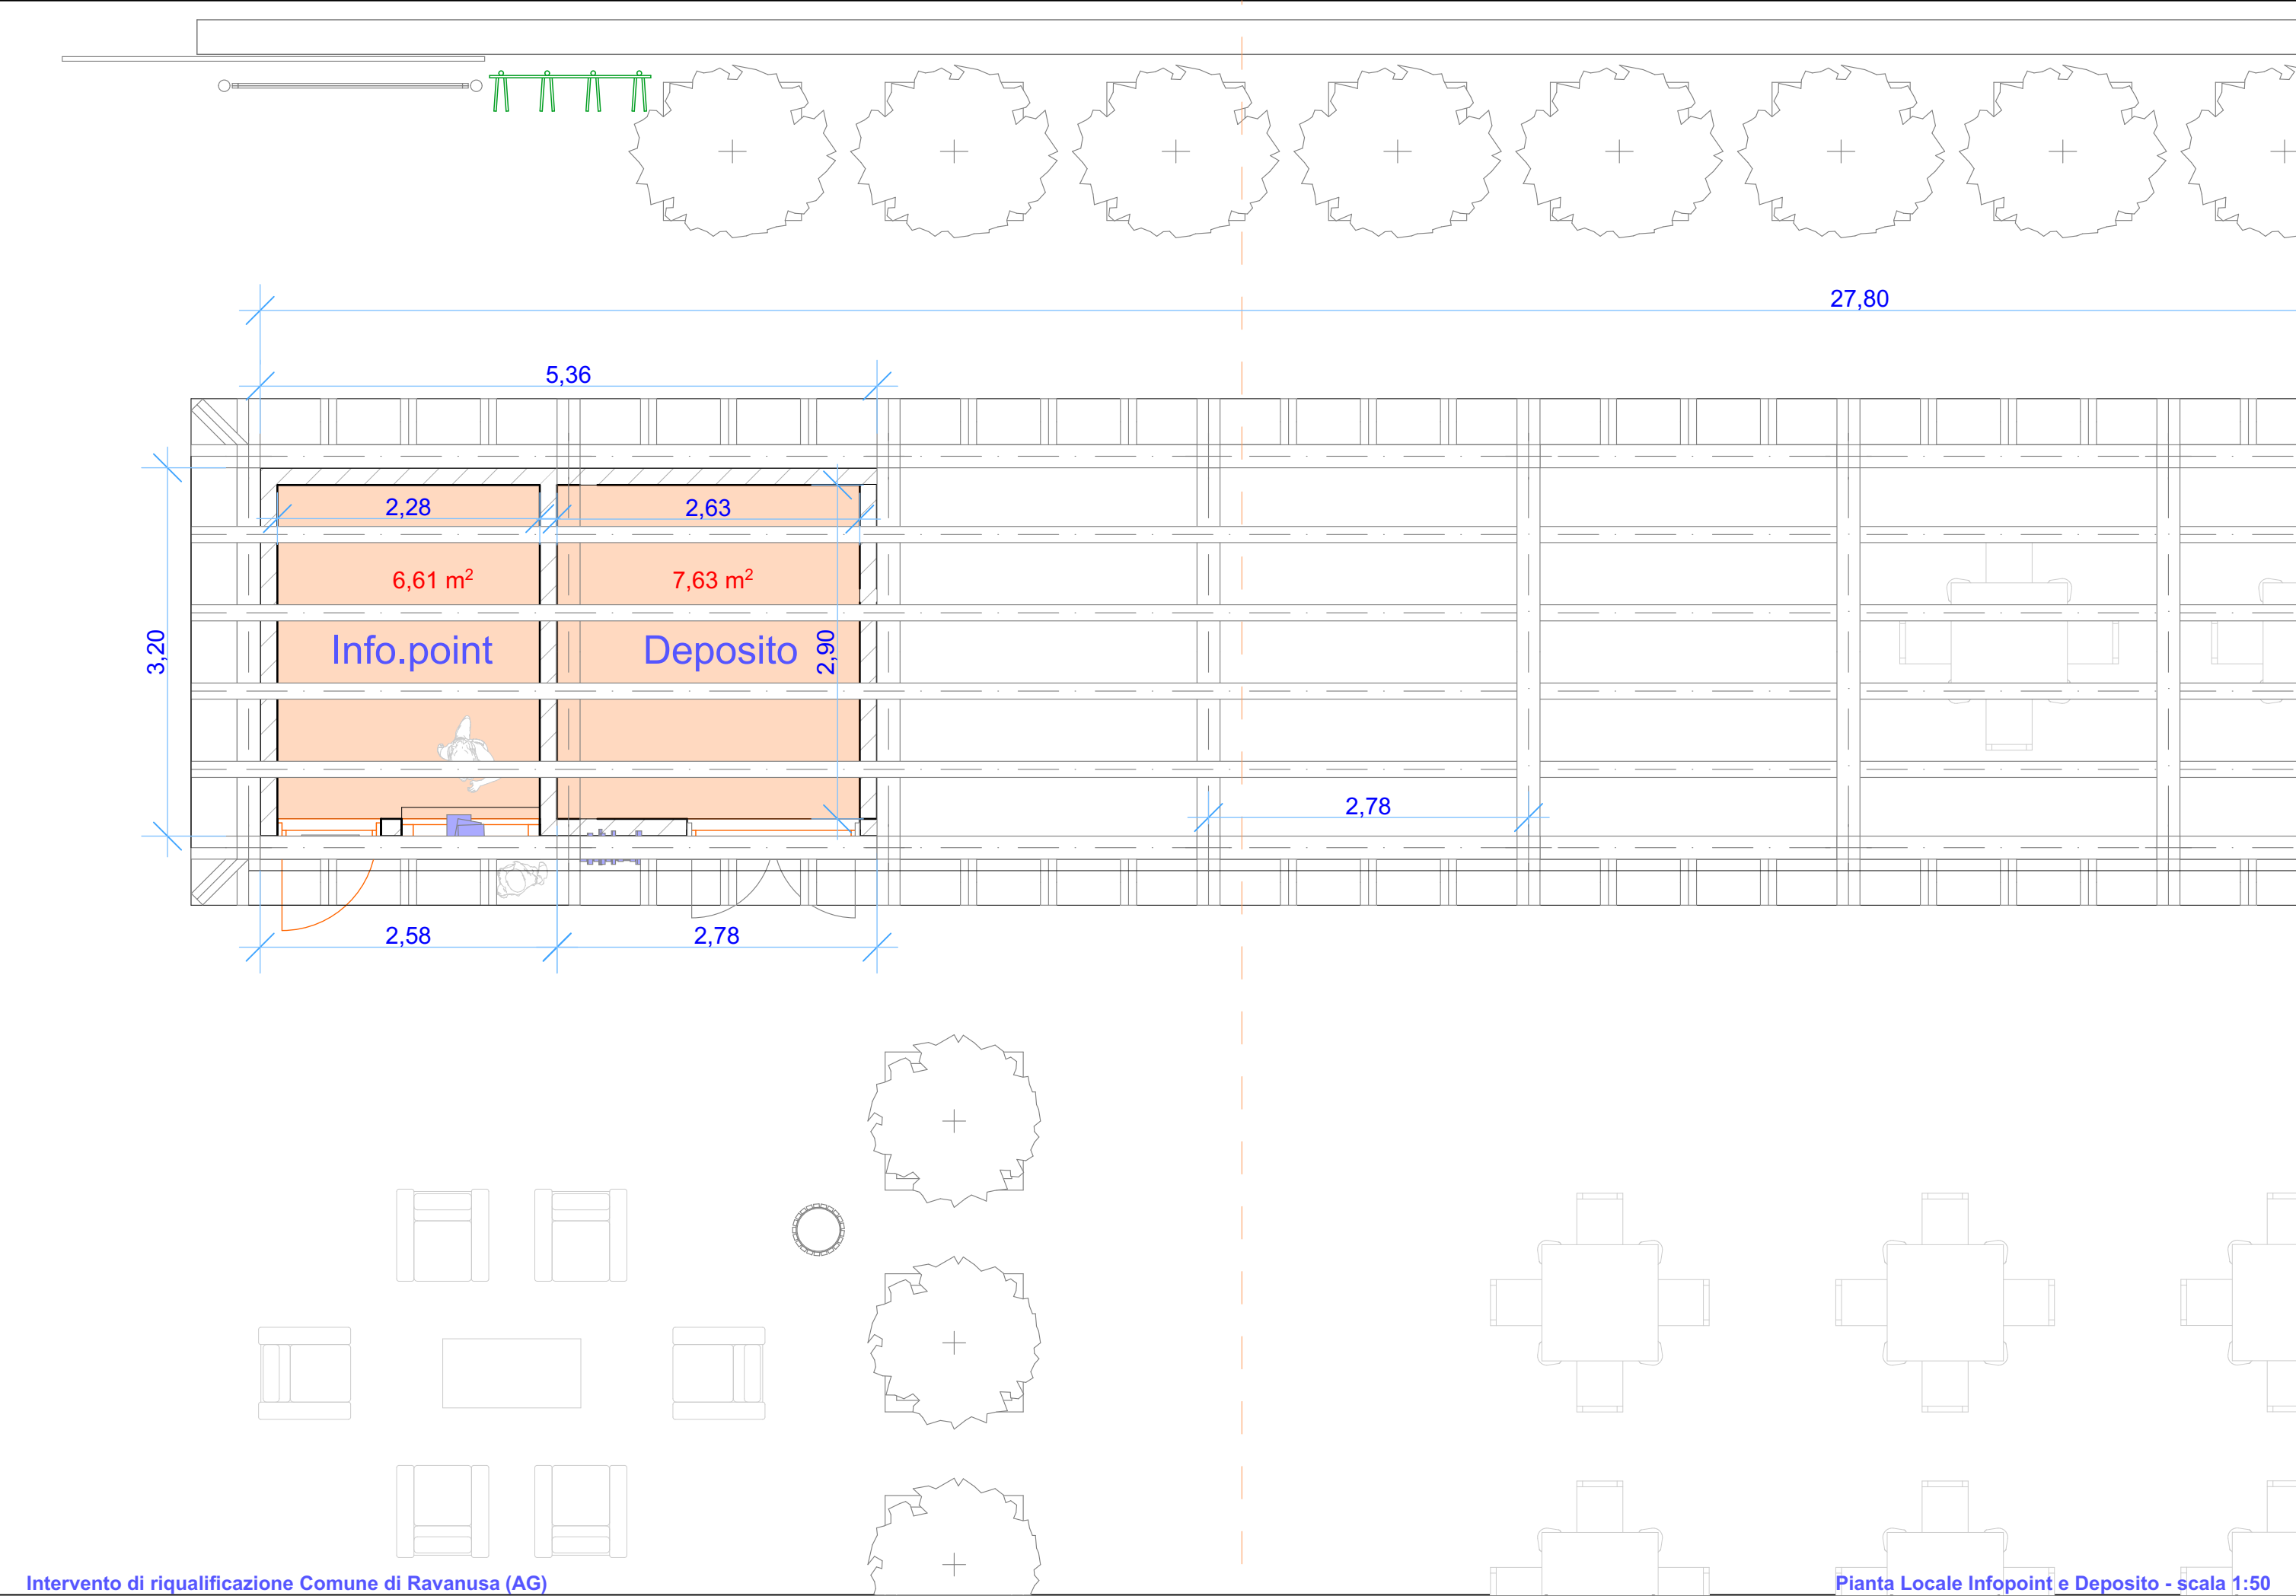 27,80
5,36
2,28
2,63
6,61 m²
7,63 m²
3,20
Info.point
Deposito
2,90
2,78
2,58
2,78
Intervento di riqualificazione Comune di Ravanusa (AG)
Pianta Locale Infopoint e Deposito - scala 1:50